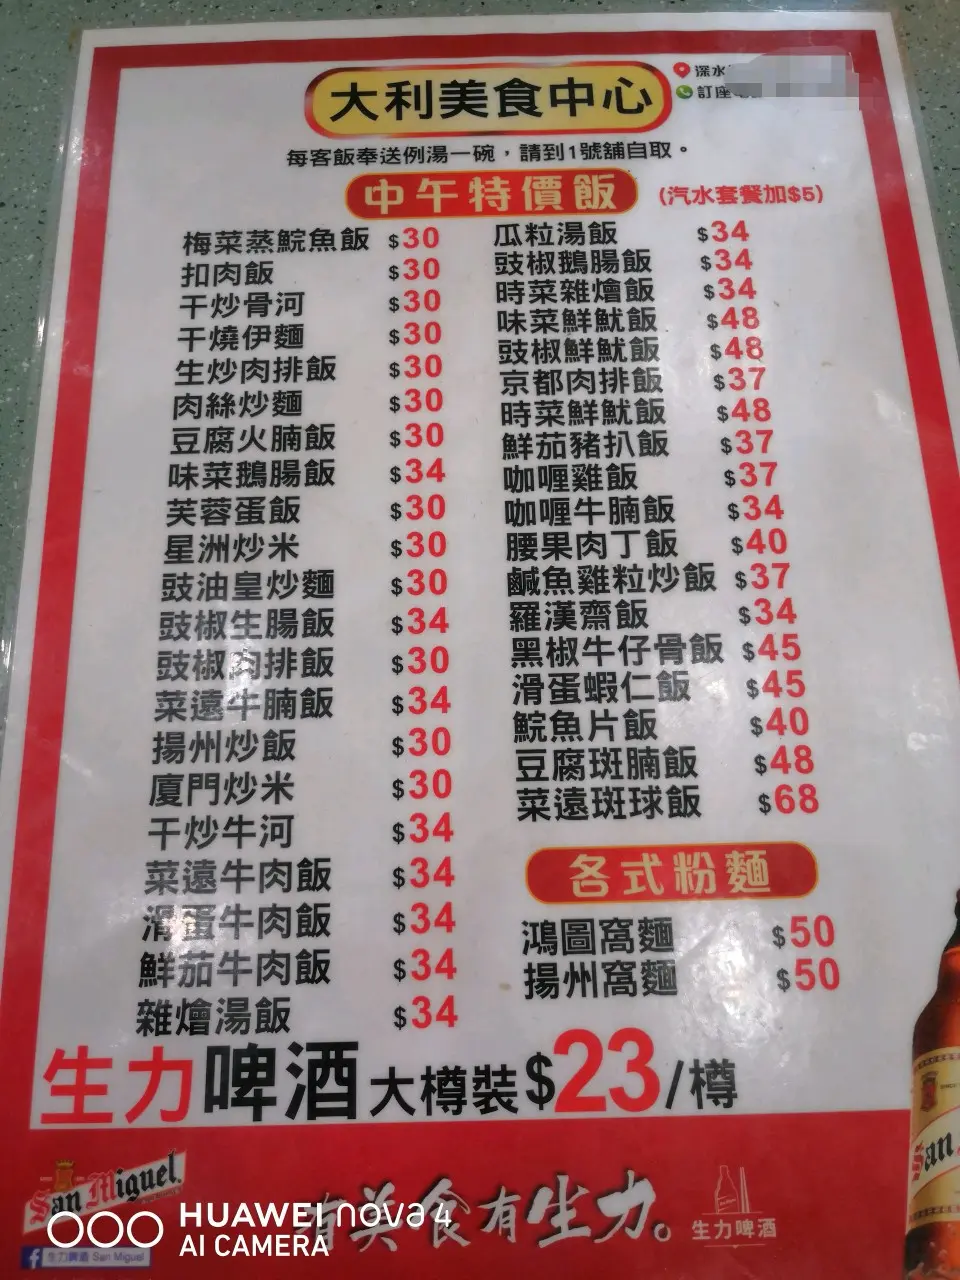 大利美食中心
深水
訂座
每客飯奉送例湯一碗，請到1號舖自取。
中午特價飯
(汽水套餐加$5)
梅菜蒸鯇魚飯 $30
扣肉飯 $30
干炒骨河 $30
干燒伊麵 $30
生炒肉排飯 $30
肉絲炒麵 $30
豆腐火腩飯 $30
味菜鵝腸飯 $34
芙蓉蛋飯 $30
星洲炒米 $30
豉油皇炒麵 $30
豉椒生腸飯 $34
豉椒肉排飯 $30
菜遠牛腩飯 $34
揚州炒飯 $30
廈門炒米 $30
干炒牛河 $34
菜遠牛肉飯 $34
滑蛋牛肉飯 $34
鮮茄牛肉飯 $34
雜燴湯飯 $34
瓜粒湯飯 $34
豉椒鵝腸飯 $34
時菜雜燴飯 $34
味菜鮮魷飯 $48
豉椒鮮魷飯 $48
京都肉排飯 $37
時菜鮮魷飯 $48
鮮茄豬扒飯 $37
咖喱雞飯 $37
咖喱牛腩飯 $34
腰果肉丁飯 $40
鹹魚雞粒炒飯 $37
羅漢齋飯 $34
黑椒牛仔骨飯 $45
滑蛋蝦仁飯 $45
鯇魚片飯 $40
豆腐斑腩飯 $48
菜遠斑球飯 $68
各式粉麵
鴻圖窩麵 $50
揚州窩麵 $50
生力啤酒 大樽裝 $23/樽
San Miguel
有美食有生力。
生力啤酒
生力啤酒 San Miguel
San
HUAWEI nova 4
AI CAMERA